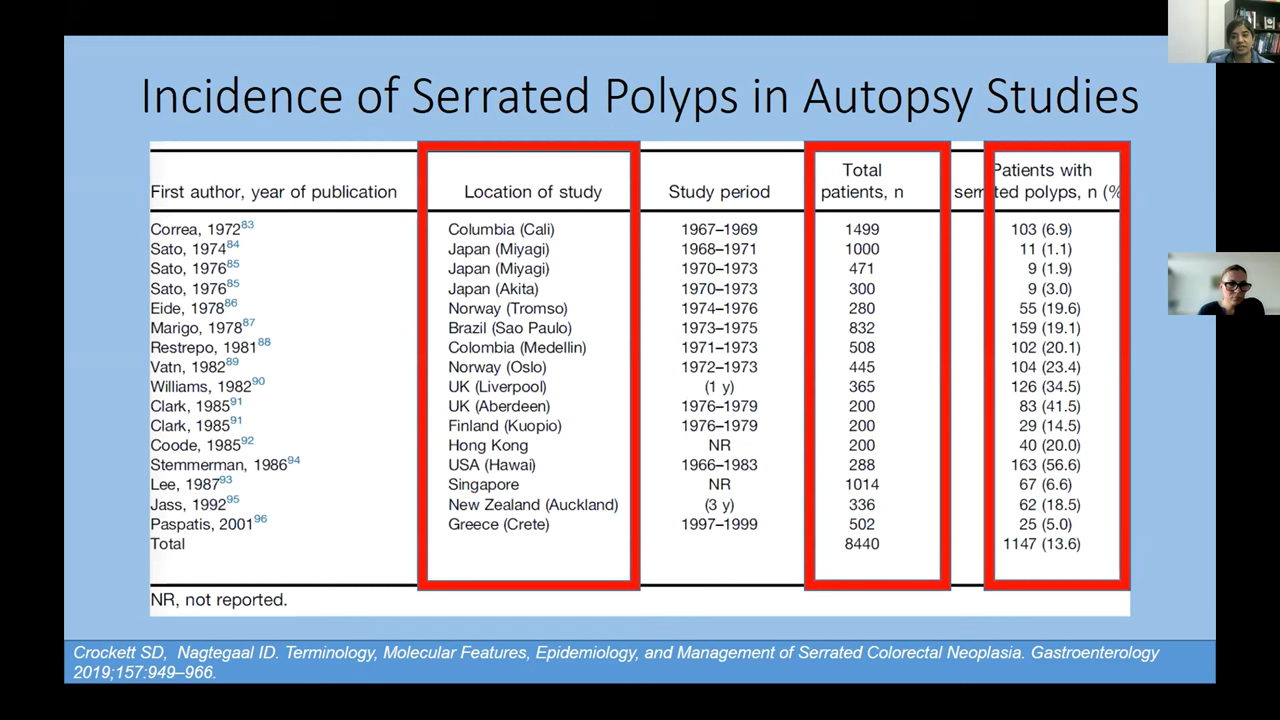 Incidence of Serrated Polyps in Autopsy Studies
First author, year of publication Location of study Study period Total patients, n Patients with serrated polyps, n (%
Correa, 1972 83 Columbia (Cali) 1967–1969 1499 103 (6.9)
Sato, 1974 84 Japan (Miyagi) 1968–1971 1000 11 (1.1)
Sato, 1976 85 Japan (Miyagi) 1970–1973 471 9 (1.9)
Sato, 1976 85 Japan (Akita) 1970–1973 300 9 (3.0)
Eide, 1978 86 Norway (Tromso) 1974–1976 280 55 (19.6)
Marigo, 1978 87 Brazil (Sao Paulo) 1973–1975 832 159 (19.1)
Restrepo, 1981 88 Colombia (Medellin) 1971–1973 508 102 (20.1)
Vatn, 1982 89 Norway (Oslo) 1972–1973 445 104 (23.4)
Williams, 1982 90 UK (Liverpool) (1 y) 365 126 (34.5)
Clark, 1985 91 UK (Aberdeen) 1976–1979 200 83 (41.5)
Clark, 1985 91 Finland (Kuopio) 1976–1979 200 29 (14.5)
Coode, 1985 92 Hong Kong NR 200 40 (20.0)
Stemmerman, 1986 94 USA (Hawai) 1966–1983 288 163 (56.6)
Lee, 1987 93 Singapore NR 1014 67 (6.6)
Jass, 1992 95 New Zealand (Auckland) (3 y) 336 62 (18.5)
Paspatis, 2001 96 Greece (Crete) 1997–1999 502 25 (5.0)
Total 8440 1147 (13.6)
NR, not reported.
Crockett SD, Nagtegaal ID. Terminology, Molecular Features, Epidemiology, and Management of Serrated Colorectal Neoplasia. Gastroenterology
2019;157:949–966.